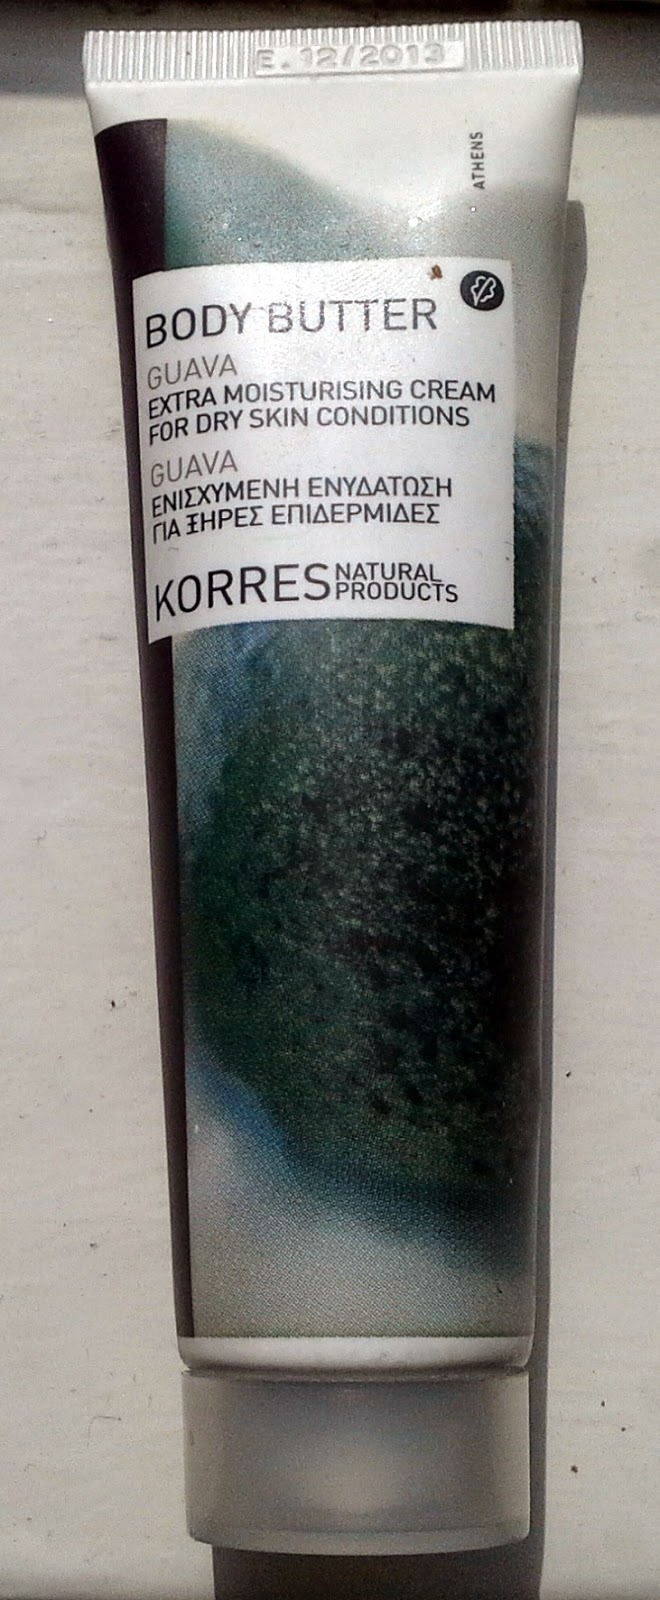 E. 12/2013
ATHENS
BODY BUTTER
GUAVA
EXTRA MOISTURISING CREAM
FOR DRY SKIN CONDITIONS
GUAVA
ΕΝΙΣΧΥΜΕΝΗ ΕΝΥΔΑΤΩΣΗ
ΓΙΑ ΞΗΡΕΣ ΕΠΙΔΕΡΜΙΔΕΣ
KORRES NATURAL
PRODUCTS